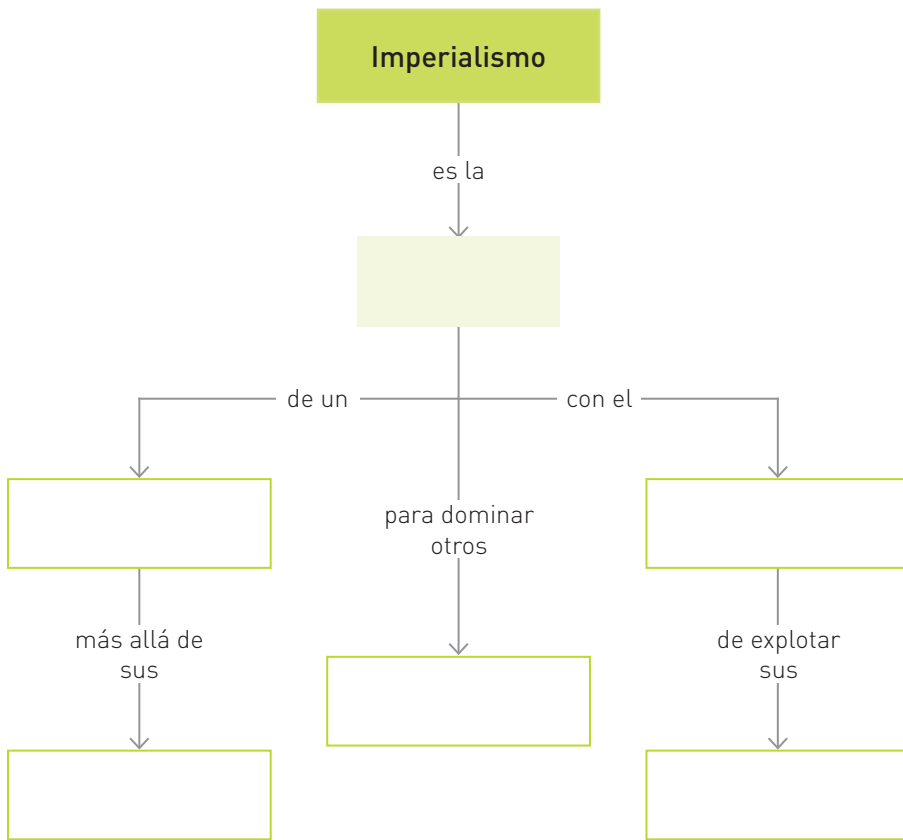 Imperialismo
es la
de un
con el
para dominar
otros
más allá de
sus
de explotar
sus